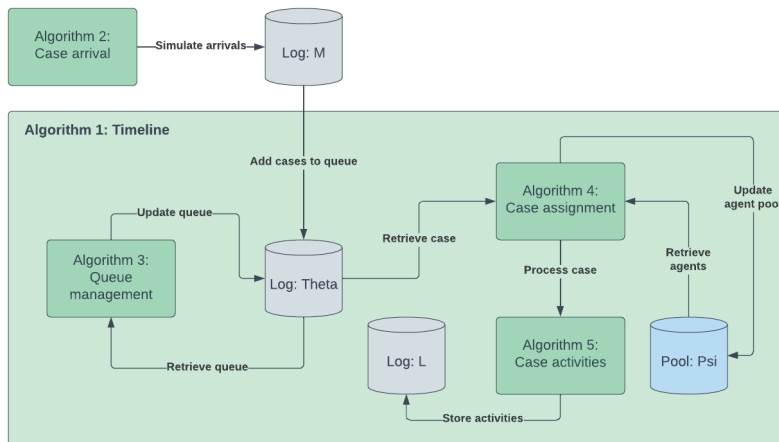 Algorithm 2:
Case arrival
Simulate arrivals
Log: M
Algorithm 1: Timeline
Add cases to queue
Update queue
Algorithm 3:
Queue
management
Log: Theta
Retrieve queue
Retrieve case
Algorithm 4:
Case assignment
Update
agent pool
Retrieve
agents
Process case
Algorithm 5:
Case activities
Log: L
Pool: Psi
Store activities